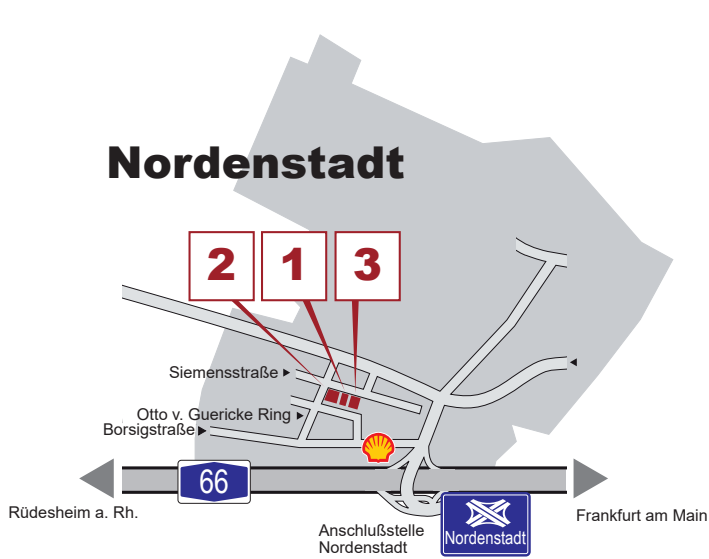 Nordenstadt
2 1 3
Siemensstraße
Otto v. Guericke Ring
Borsigstraße
66
Rüdesheim a. Rh.
Nordenstadt
Frankfurt am Main
Anschlußstelle
Nordenstadt